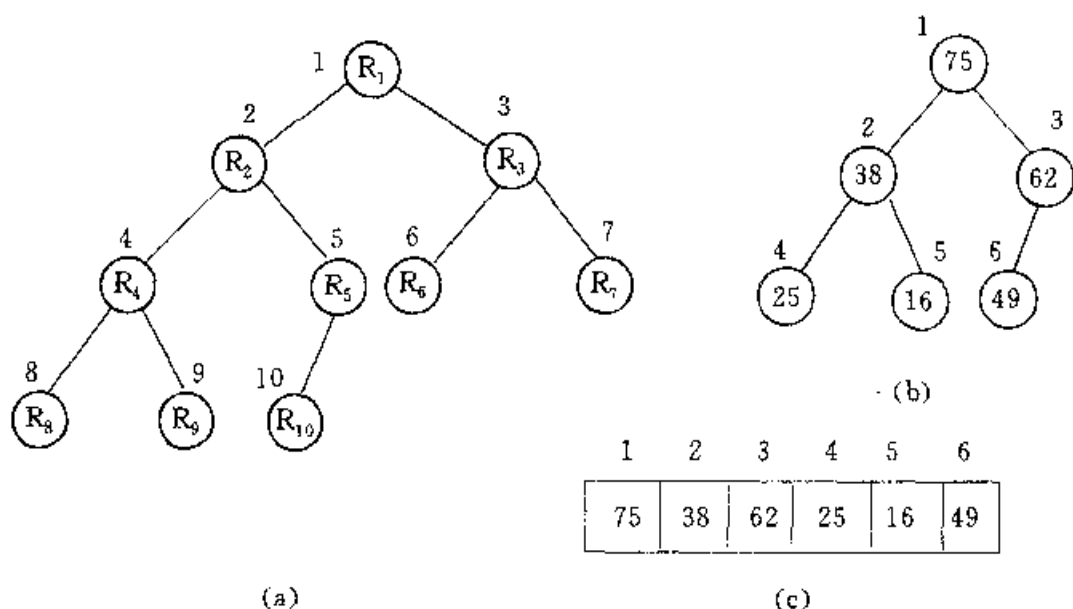 1 R₁
2 3
R₂ R₃
4 5 6 7
R₄ R₅ R₆ R₇
8 9 10
R₈ R₉ R₁₀
(a)
1
75
2 3
38 62
4 5 6
25 16 49
(b)
1 2 3 4 5 6
75 38 62 25 16 49
(c)